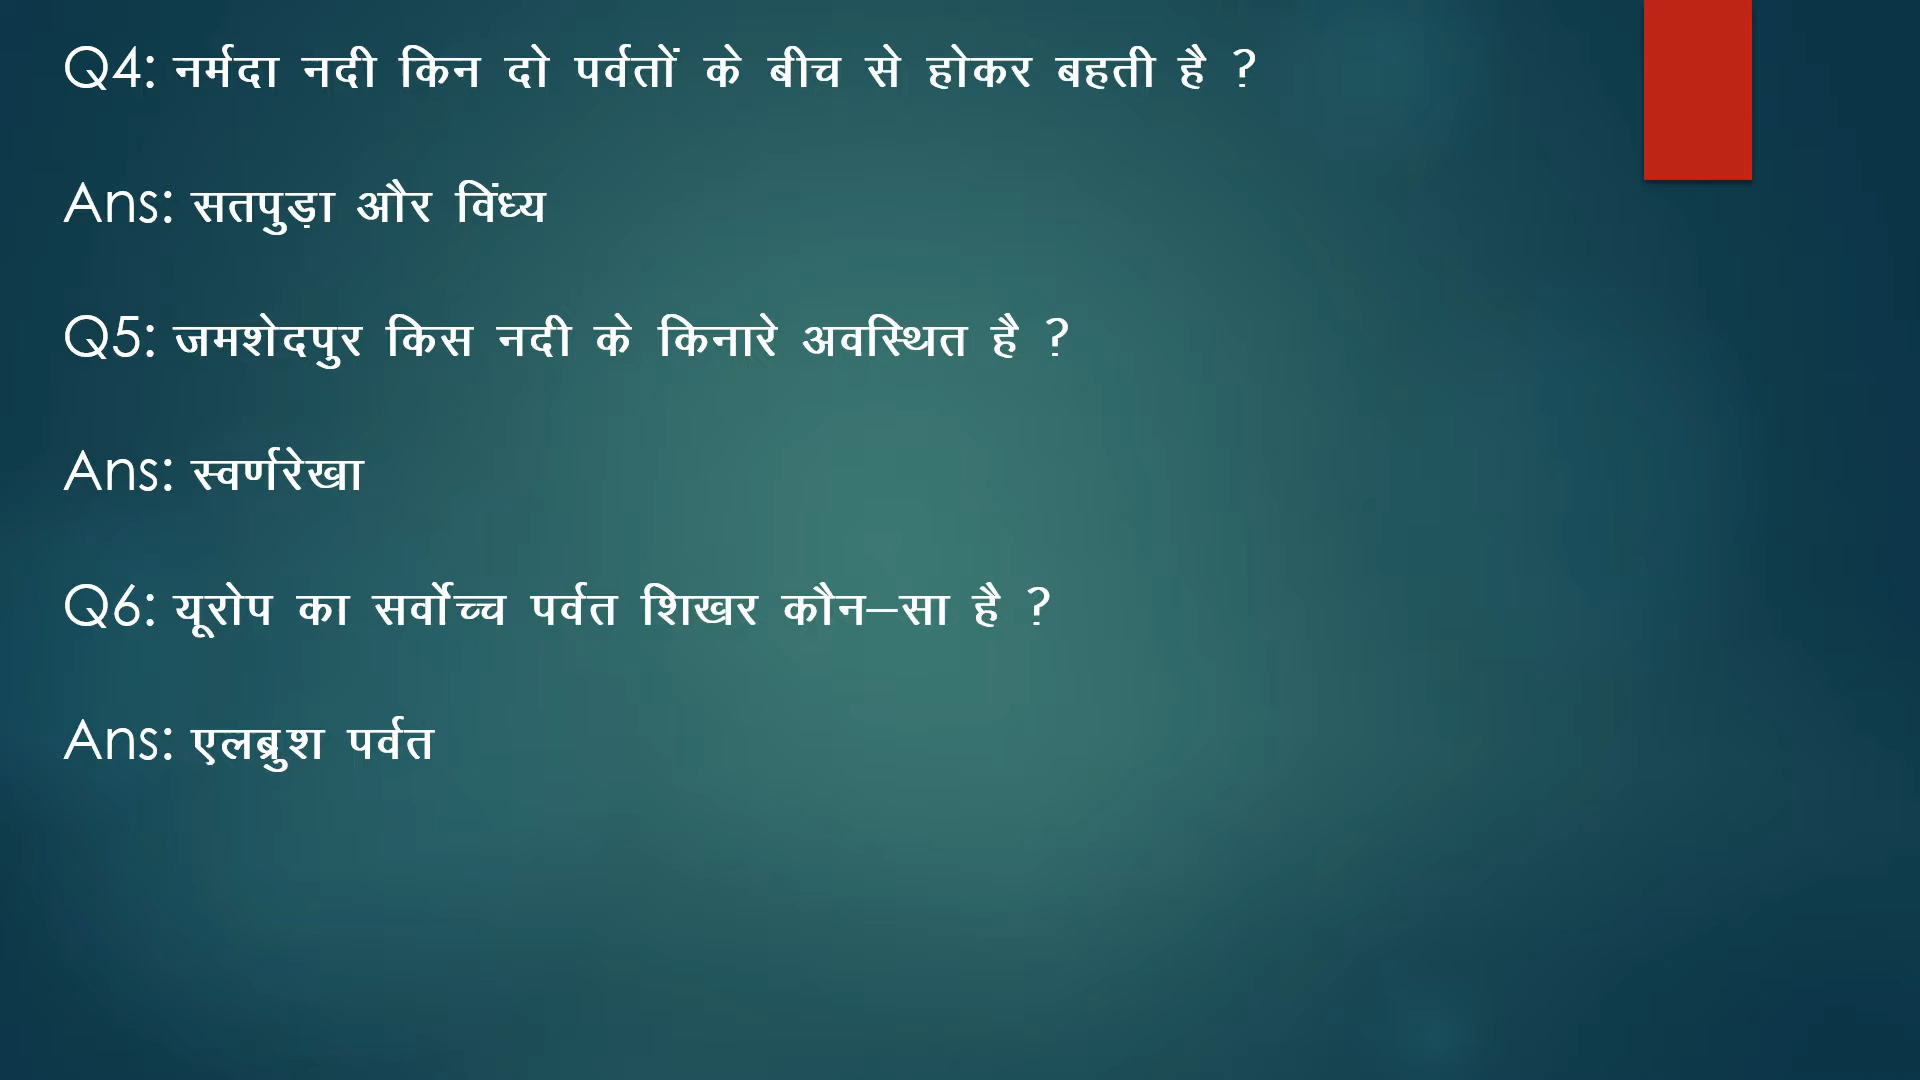 Q4: नर्मदा नदी किन दो पर्वतों के बीच से होकर बहती है ?
Ans: सतपुड़ा और विंध्य
Q5: जमशेदपुर किस नदी के किनारे अवस्थित है ?
Ans: स्वर्णरेखा
Q6: यूरोप का सर्वोच्च पर्वत शिखर कौन–सा है ?
Ans: एलब्रुश पर्वत